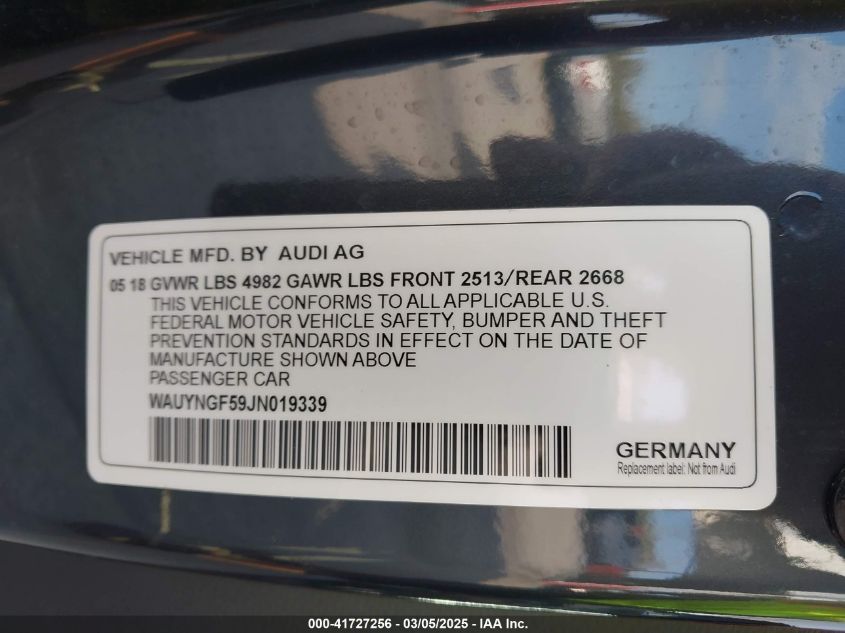 VEHICLE MFD. BY AUDI AG
05 18 GVWR LBS 4982 GAWR LBS FRONT 2513/REAR 2668
THIS VEHICLE CONFORMS TO ALL APPLICABLE U.S.
FEDERAL MOTOR VEHICLE SAFETY, BUMPER AND THEFT
PREVENTION STANDARDS IN EFFECT ON THE DATE OF
MANUFACTURE SHOWN ABOVE
PASSENGER CAR
WAUYNGF59JN019339
GERMANY
Replacement label: Not from Audi
000-41727256 - 03/05/2025 - IAA Inc.